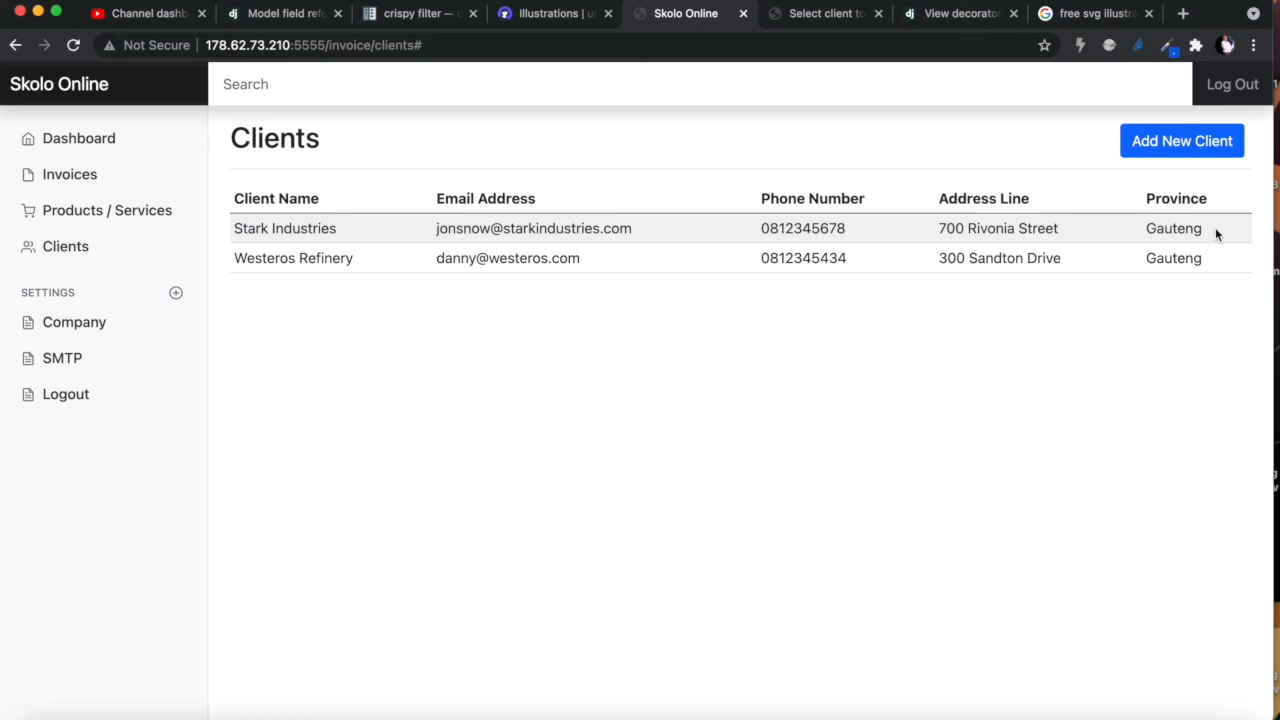 Channel dashb
Model field ref
crispy filter — c
Illustrations | u
Skolo Online
Select client to
View decorator
free svg illustra
Not Secure
178.62.73.210:5555/invoice/clients#
Skolo Online
Search
Log Out
Dashboard
Invoices
Products / Services
Clients
SETTINGS
Company
SMTP
Logout
Clients
Add New Client
Client Name Email Address Phone Number Address Line Province
Stark Industries jonsnow@starkindustries.com 0812345678 700 Rivonia Street Gauteng
Westeros Refinery danny@westeros.com 0812345434 300 Sandton Drive Gauteng